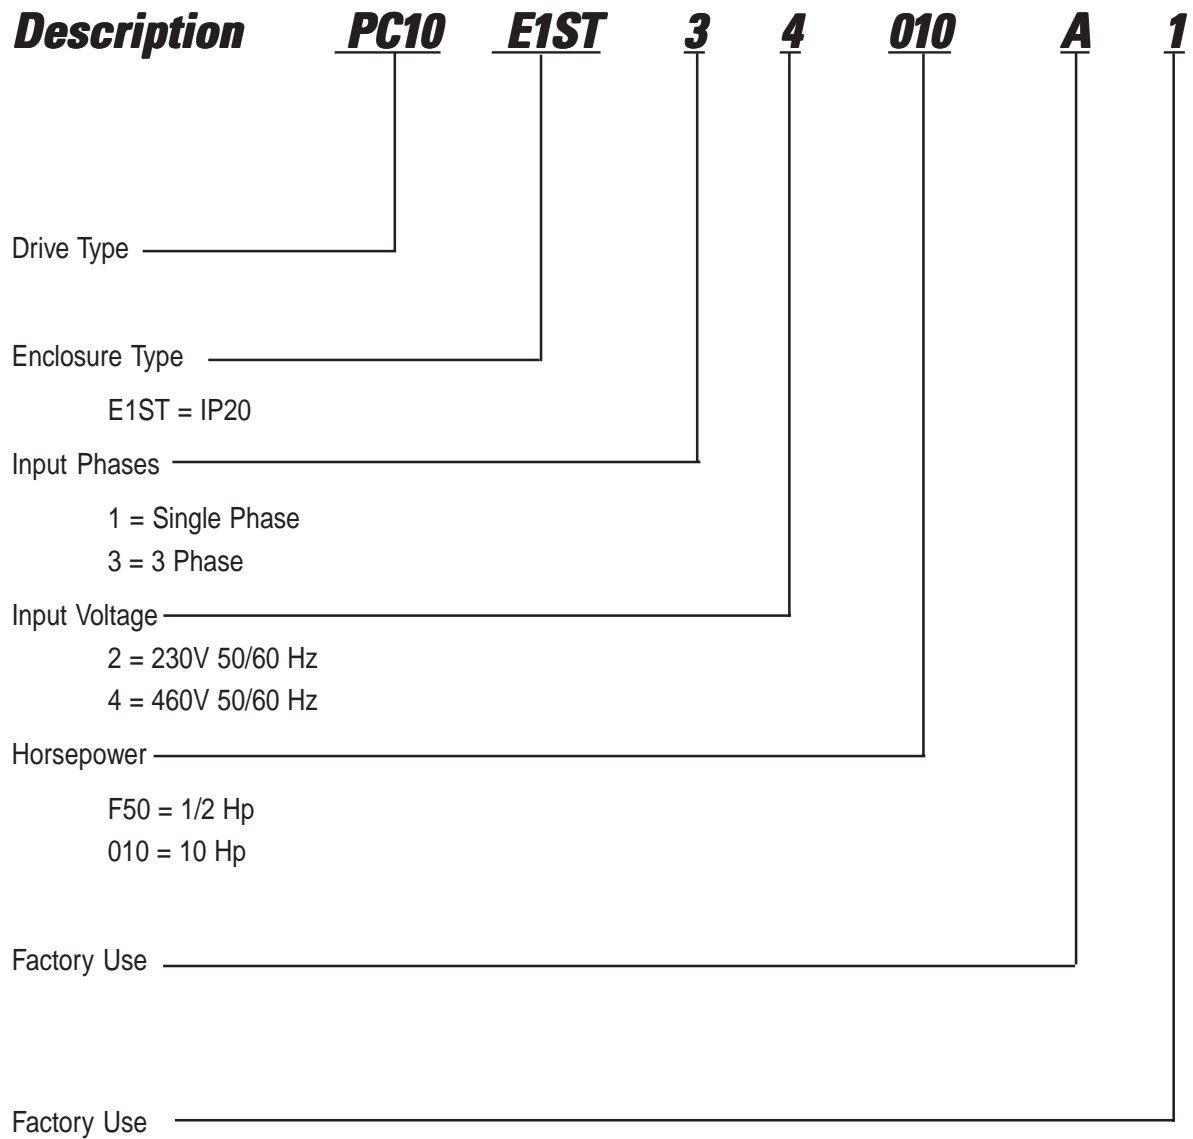 Description PC10 E1ST 3 4 010 A 1
Drive Type
Enclosure Type
E1ST = IP20
Input Phases
1 = Single Phase
3 = 3 Phase
Input Voltage
2 = 230V 50/60 Hz
4 = 460V 50/60 Hz
Horsepower
F50 = 1/2 Hp
010 = 10 Hp
Factory Use
Factory Use